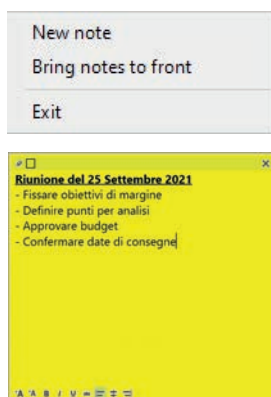 New note
Bring notes to front
Exit
Riunione del 25 Settembre 2021
- Fissare obiettivi di margine
- Definire punti per analisi
- Approvare budget
- Confermare date di consegne